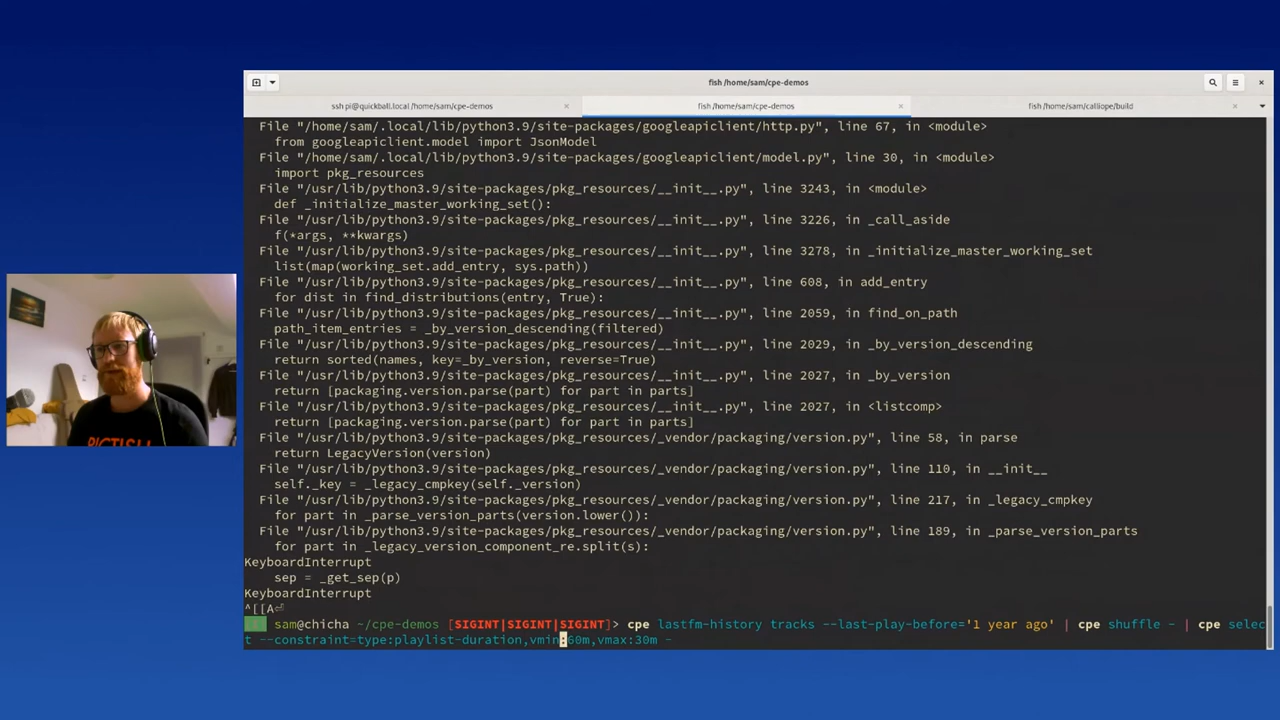 fish /home/sam/cpe-demos
ssh pi@quickbali.local /home/sam/cpe-demos
fish /home/sam/cpe-demos
fish /home/sam/calliope/build
File "/home/sam/.local/lib/python3.9/site-packages/googleapiclient/http.py", line 67, in <module>
from googleapiclient.model import JsonModel
File "/home/sam/.local/lib/python3.9/site-packages/googleapiclient/model.py", line 30, in <module>
import pkg_resources
File "/usr/lib/python3.9/site-packages/pkg_resources/__init__.py", line 3243, in <module>
def _initialize_master_working_set():
File "/usr/lib/python3.9/site-packages/pkg_resources/__init__.py", line 3226, in _call_aside
f(*args, **kwargs)
File "/usr/lib/python3.9/site-packages/pkg_resources/__init__.py", line 3278, in _initialize_master_working_set
list(map(working_set.add_entry, sys.path))
File "/usr/lib/python3.9/site-packages/pkg_resources/__init__.py", line 608, in add_entry
for dist in find_distributions(entry, True):
File "/usr/lib/python3.9/site-packages/pkg_resources/__init__.py", line 2059, in find_on_path
path_item_entries = _by_version_descending(filtered)
File "/usr/lib/python3.9/site-packages/pkg_resources/__init__.py", line 2029, in _by_version_descending
return sorted(names, key=_by_version, reverse=True)
File "/usr/lib/python3.9/site-packages/pkg_resources/__init__.py", line 2027, in _by_version
return [packaging.version.parse(part) for part in parts]
File "/usr/lib/python3.9/site-packages/pkg_resources/__init__.py", line 2027, in <listcomp>
return [packaging.version.parse(part) for part in parts]
File "/usr/lib/python3.9/site-packages/pkg_resources/_vendor/packaging/version.py", line 58, in parse
return LegacyVersion(version)
File "/usr/lib/python3.9/site-packages/pkg_resources/_vendor/packaging/version.py", line 110, in __init__
self._key = _legacy_cmpkey(self._version)
File "/usr/lib/python3.9/site-packages/pkg_resources/_vendor/packaging/version.py", line 217, in _legacy_cmpkey
for part in _parse_version_parts(version.lower()):
File "/usr/lib/python3.9/site-packages/pkg_resources/_vendor/packaging/version.py", line 189, in _parse_version_parts
for part in _legacy_version_component_re.split(s):
KeyboardInterrupt
sep = _get_sep(p)
KeyboardInterrupt
^[[A⏎
sam@chicha ~/cpe-demos [SIGINT|SIGINT|SIGINT]> cpe lastfm-history tracks --last-play-before='1 year ago' | cpe shuffle - | cpe selec
t --constraint=type:playlist-duration,vmin:60m,vmax:30m -
PICTISH